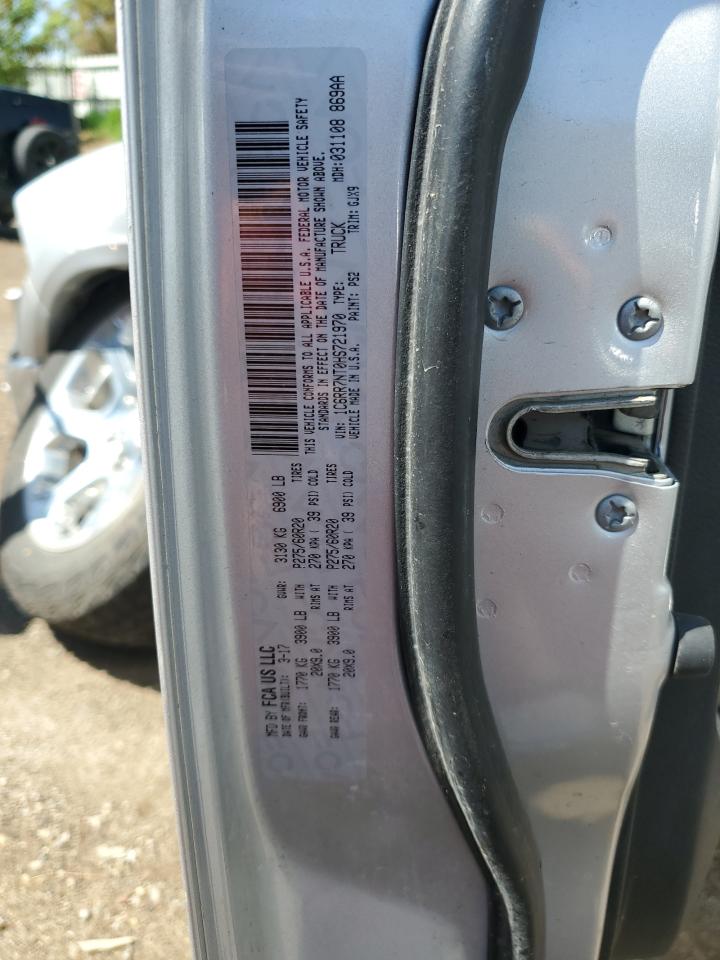 MFD BY FCA US LLC
DATE OF MFR(BUILT): 3-17 GVWR: 3130 KG 6900 LB
GAWR FRONT: 1770 KG 3900 LB WITH P275/60R20 TIRES
20X9.0 RIMS AT 270 KPA ( 39 PSI) COLD
GAWR REAR: 1770 KG 3900 LB WITH P275/60R20 TIRES
20X9.0 RIMS AT 270 KPA ( 39 PSI) COLD
THIS VEHICLE CONFORMS TO ALL APPLICABLE U.S.A. FEDERAL MOTOR VEHICLE SAFETY
STANDARDS IN EFFECT ON THE DATE OF MANUFACTURE SHOWN ABOVE.
VIN: 1C6RR7NT0HS721970 TYPE: TRUCK MDH:031108 869AA
VEHICLE MADE IN U.S.A. PAINT: PS2 TRIM: GJX9